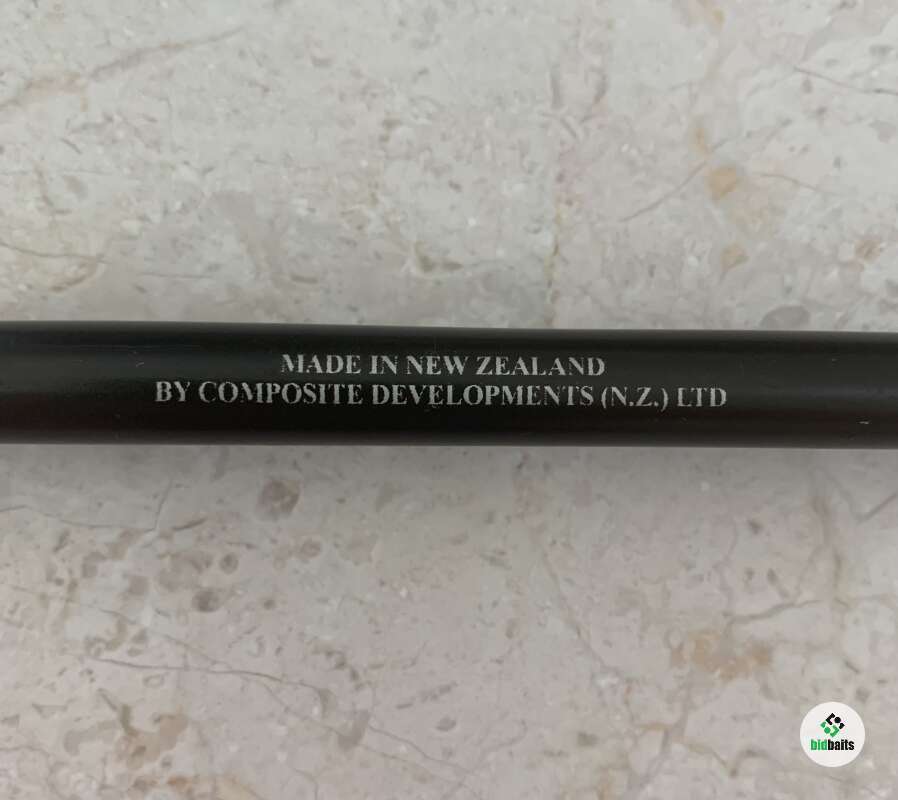 MADE IN NEW ZEALAND
BY COMPOSITE DEVELOPMENTS (N.Z.) LTD
bidbaits